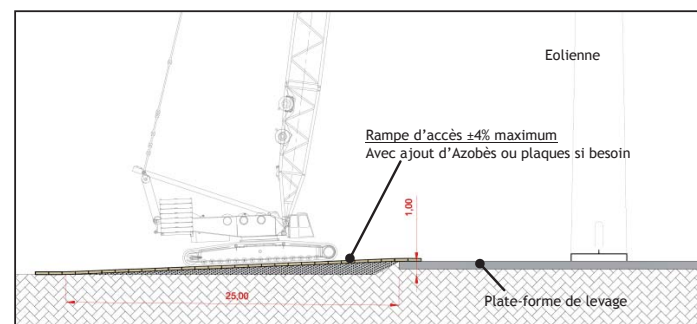 Eolienne
Rampe d'accès ±4% maximum
Avec ajout d'Azobès ou plaques si besoin
1,00
25,00
Plate-forme de levage